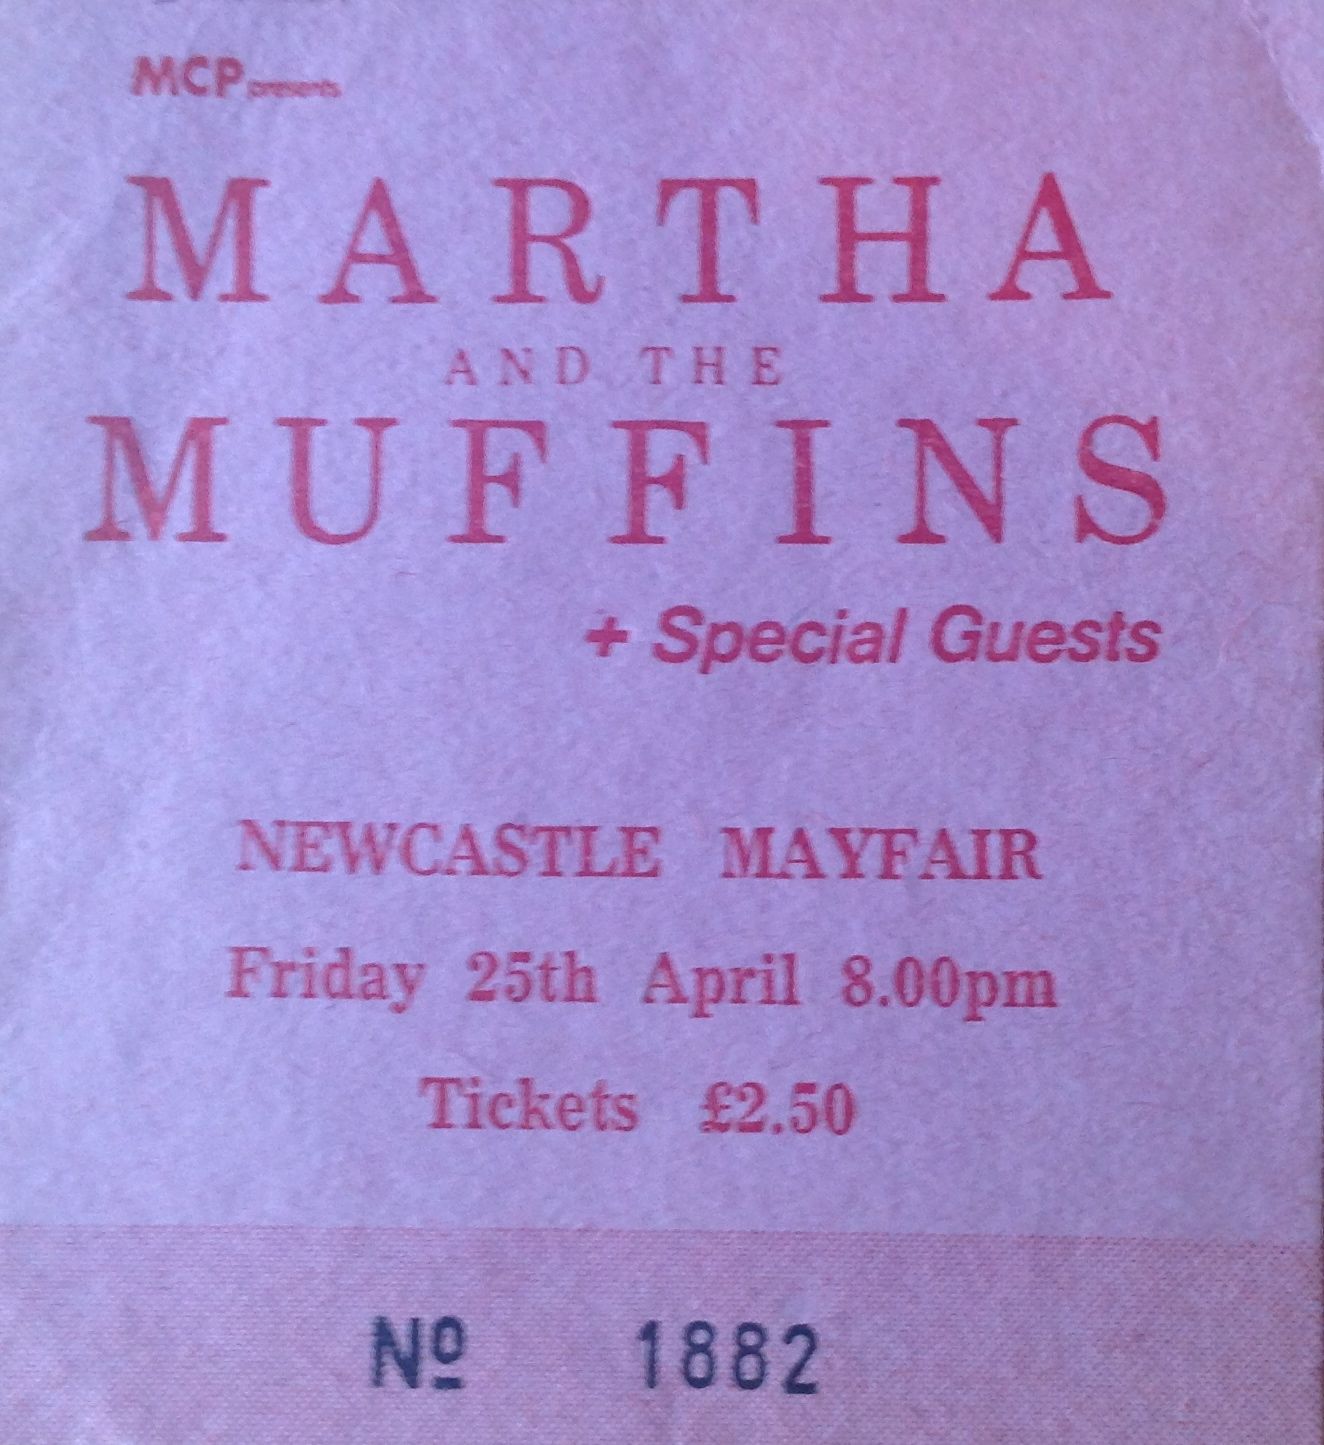 MCP presents
MARTHA
AND THE
MUFFINS
+ Special Guests
NEWCASTLE MAYFAIR
Friday 25th April 8.00pm
Tickets £2.50
Nº 1882